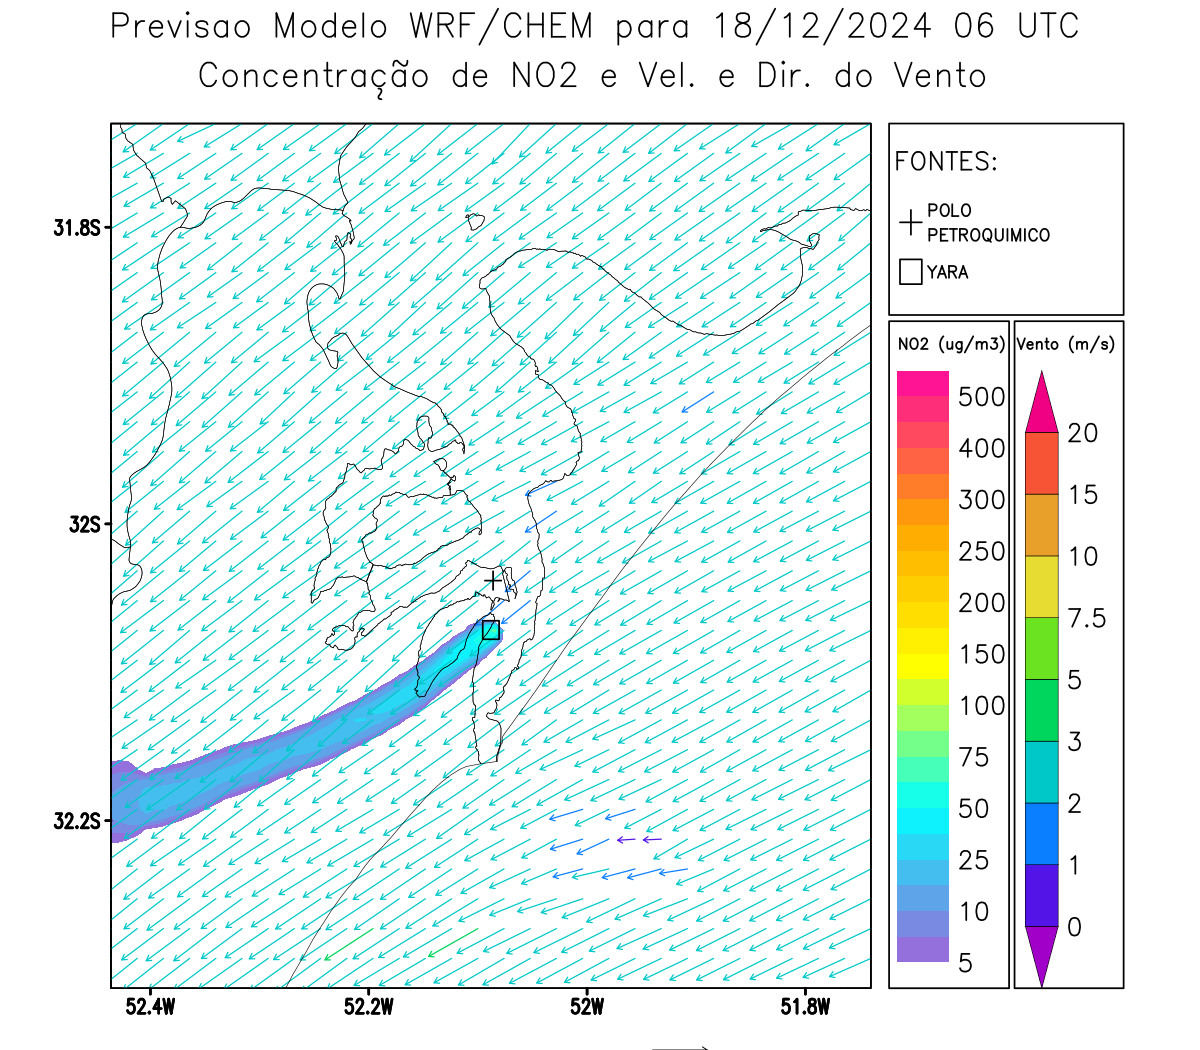 Previsao Modelo WRF/CHEM para 18/12/2024 06 UTC
Concentração de NO2 e Vel. e Dir. do Vento
FONTES:
POLO
PETROQUIMICO
YARA
NO2 (ug/m3)
500
400
300
250
200
150
100
75
50
25
10
5
Vento (m/s)
20
15
10
7.5
5
3
2
1
0
31.8S
32S
32.2S
52.4W
52.2W
52W
51.8W